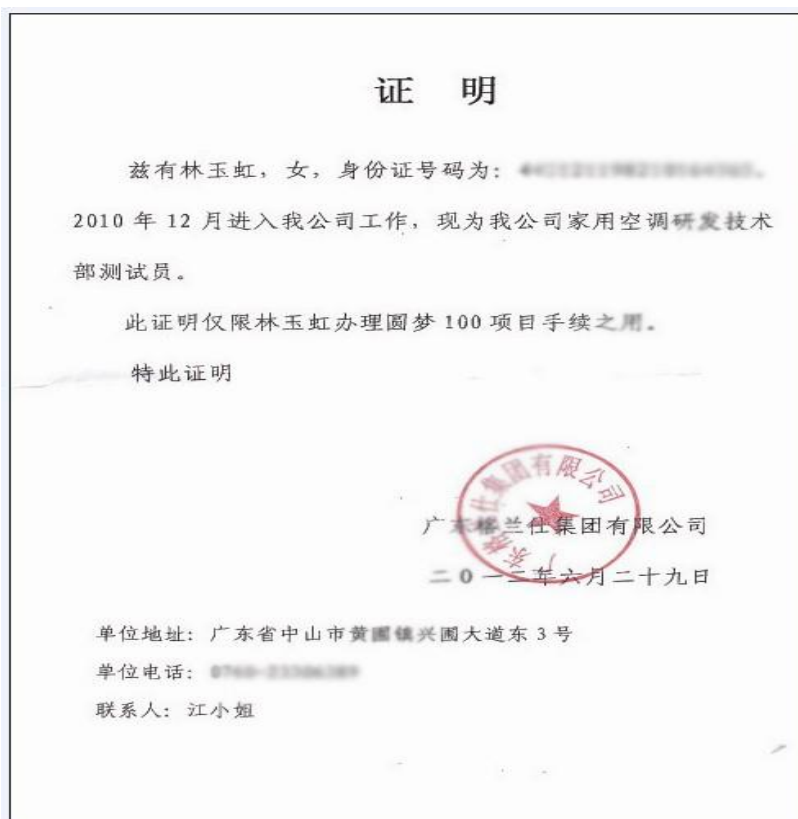 证 明
兹有林玉虹，女，身份证号码为：
2010 年 12 月进入我公司工作，现为我公司家用空调研发技术
部测试员。
此证明仅限林玉虹办理圆梦 100 项目手续之用。
特此证明
广东格兰仕集团有限公司
广东格兰仕集团有限公司
二0一二年六月二十九日
单位地址：广东省中山市黄圃镇兴圃大道东 3 号
单位电话：
联系人：江小姐